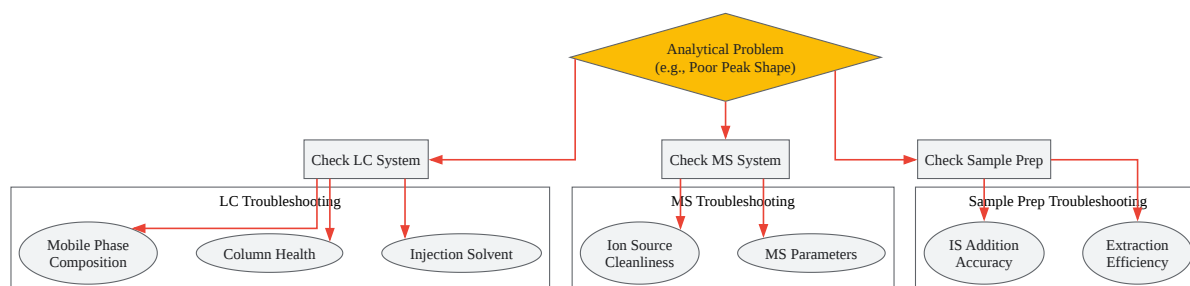 Analytical Problem
(e.g., Poor Peak Shape)
Check LC System
Check MS System
Check Sample Prep
LC Troubleshooting
MS Troubleshooting
Sample Prep Troubleshooting
Mobile Phase
Composition
Column Health
Injection Solvent
Ion Source
Cleanliness
MS Parameters
IS Addition
Accuracy
Extraction
Efficiency